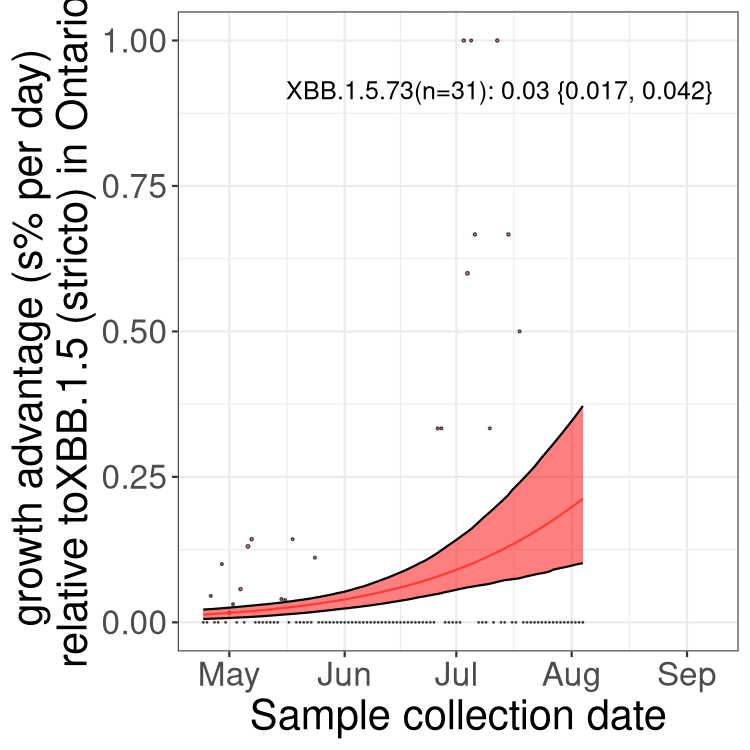 growth advantage (s% per day)
relative toXBB.1.5 (stricto) in Ontario
1.00
0.75
0.50
0.25
0.00
XBB.1.5.73(n=31): 0.03 {0.017, 0.042}
May Jun Jul Aug Sep
Sample collection date